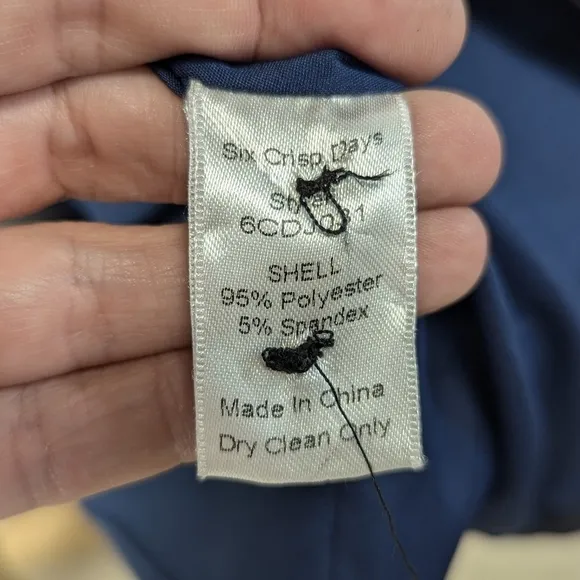 Six Crisp Days
SHELL
95% Polyester
5% Spandex
Made In China
Dry Clean Only